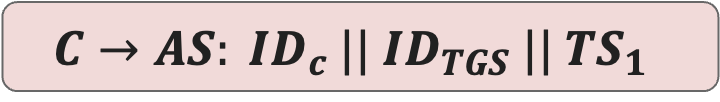 C → AS: ID_c || ID_TGS || TS_1